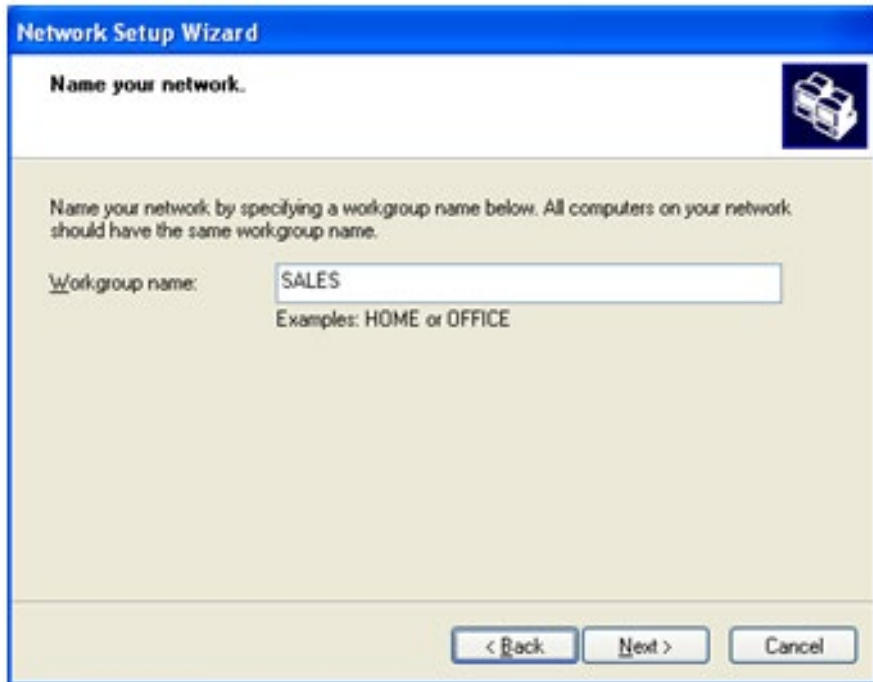 Network Setup Wizard
Name your network.
Name your network by specifying a workgroup name below. All computers on your network
should have the same workgroup name.
Workgroup name: SALES
Examples: HOME or OFFICE
< Back Next > Cancel